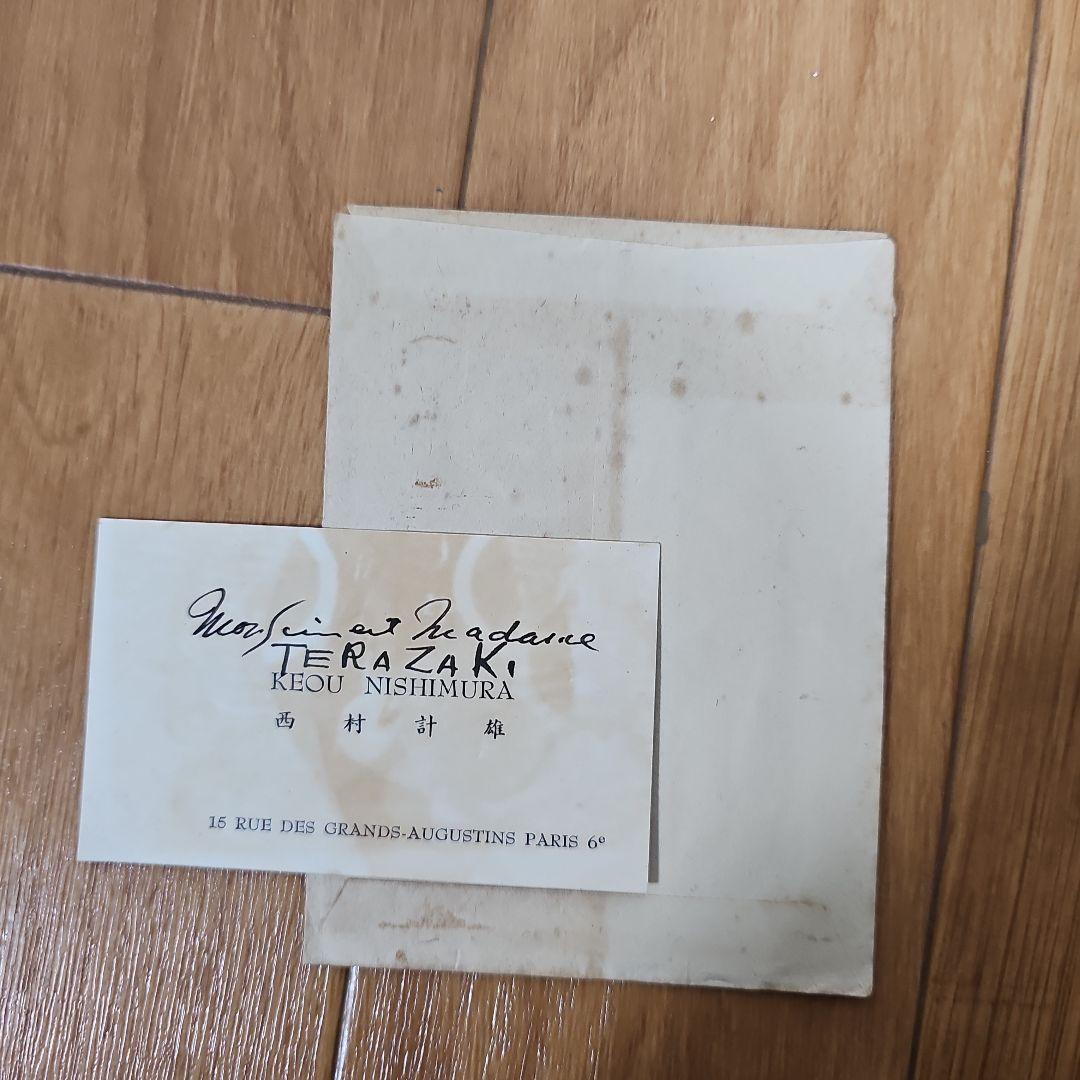 Monsieur et Madame
TERAZAKI
KEOU NISHIMURA
西村計雄
15 RUE DES GRANDS-AUGUSTINS PARIS 6e